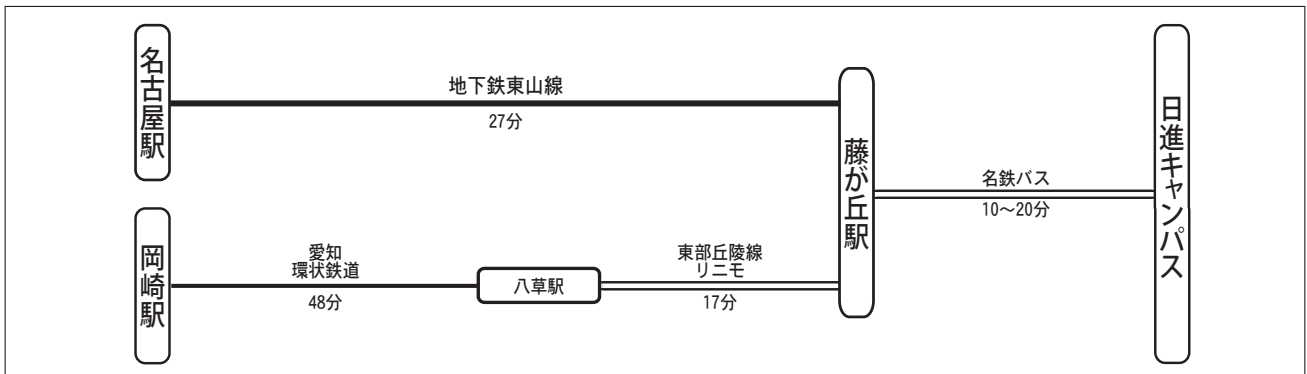 名古屋駅
地下鉄東山線
27分
岡崎駅
愛知
環状鉄道
48分
八草駅
東部丘陵線
リニモ
17分
藤が丘駅
名鉄バス
10～20分
日進キャンパス